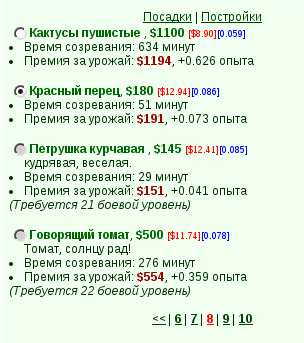 Посадки | Постройки
Кактусы пушистые , $1100 [$8.90][0.059]
• Время созревания: 634 минут
• Премия за урожай: $1194, +0.626 опыта
Красный перец, $180 [$12.94][0.086]
• Время созревания: 51 минут
• Премия за урожай: $191, +0.073 опыта
Петрушка курчавая , $145 [$12.41][0.085]
кудрявая, веселая.
• Время созревания: 29 минут
• Премия за урожай: $151, +0.041 опыта
(Требуется 21 боевой уровень)
Говорящий томат, $500 [$11.74][0.078]
Томат, солнцу рад!
• Время созревания: 276 минут
• Премия за урожай: $554, +0.359 опыта
(Требуется 22 боевой уровень)
<< | 6 | 7 | 8 | 9 | 10